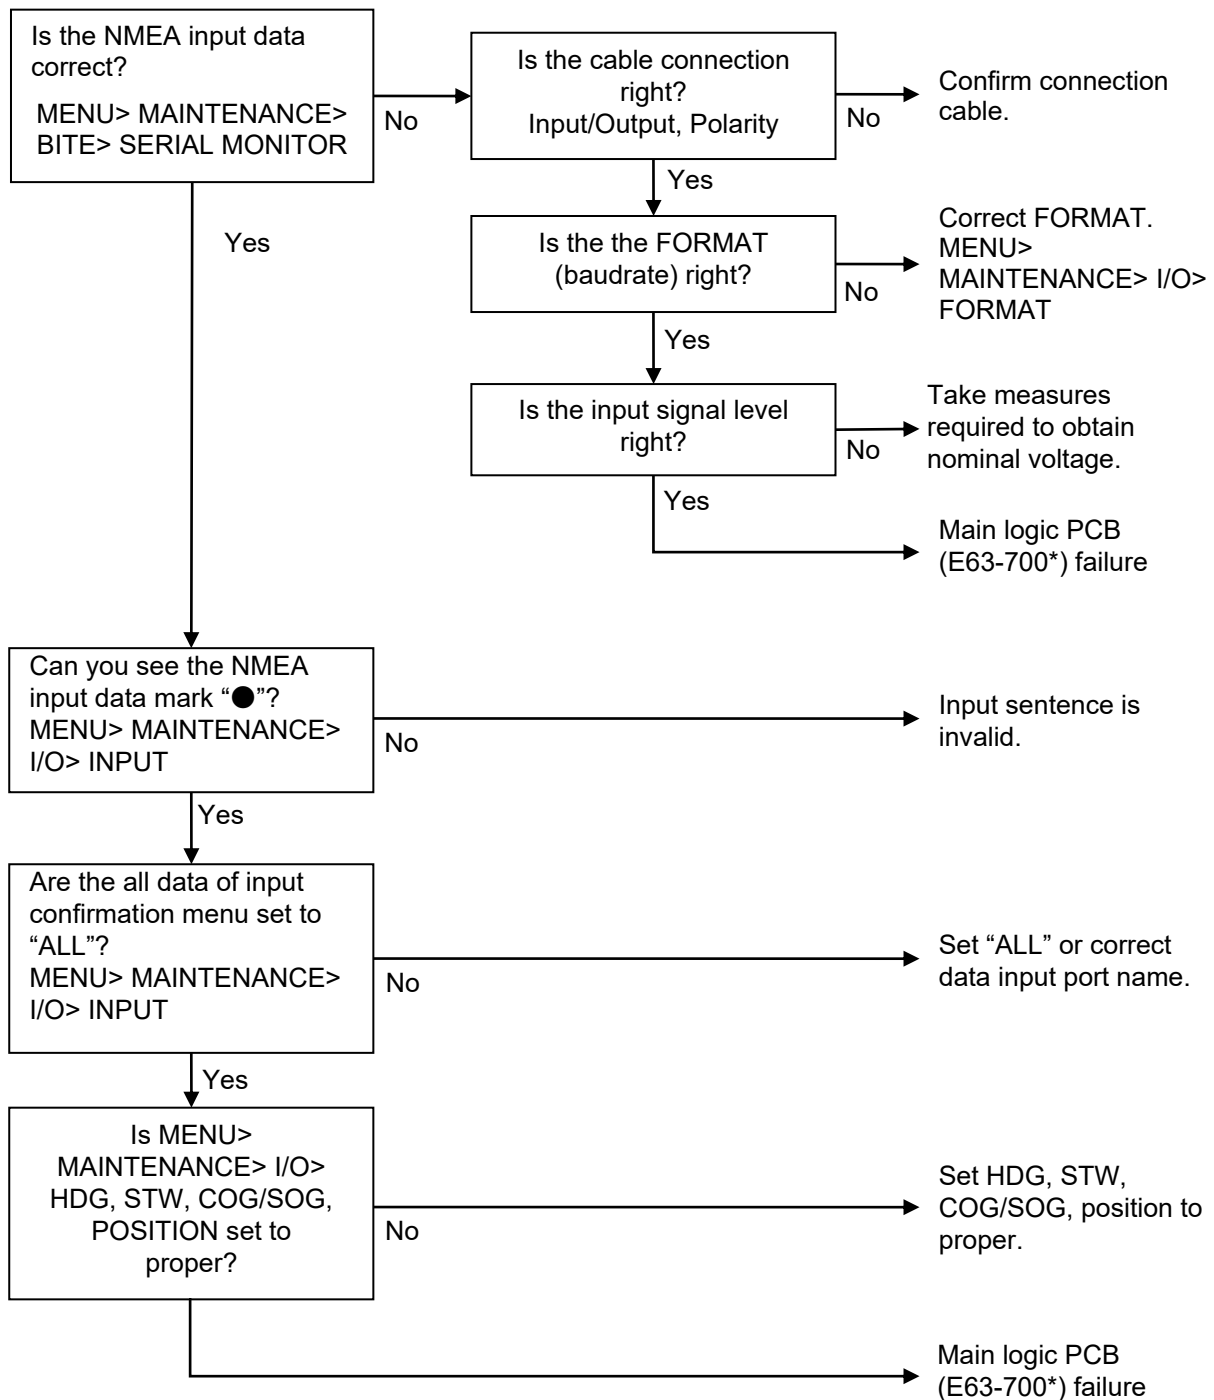 Is the NMEA input data
correct?
MENU> MAINTENANCE>
BITE> SERIAL MONITOR
No
Is the cable connection
right?
Input/Output, Polarity
No
Confirm connection
cable.
Yes
Yes
Is the the FORMAT
(baudrate) right?
No
Correct FORMAT.
MENU>
MAINTENANCE> I/O>
FORMAT
Yes
Is the input signal level
right?
No
Take measures
required to obtain
nominal voltage.
Yes
Main logic PCB
(E63-700*) failure
Can you see the NMEA
input data mark “●”?
MENU> MAINTENANCE>
I/O> INPUT
No
Input sentence is
invalid.
Yes
Are the all data of input
confirmation menu set to
“ALL”?
MENU> MAINTENANCE>
I/O> INPUT
No
Set “ALL” or correct
data input port name.
Yes
Is MENU>
MAINTENANCE> I/O>
HDG, STW, COG/SOG,
POSITION set to
proper?
No
Set HDG, STW,
COG/SOG, position to
proper.
Main logic PCB
(E63-700*) failure